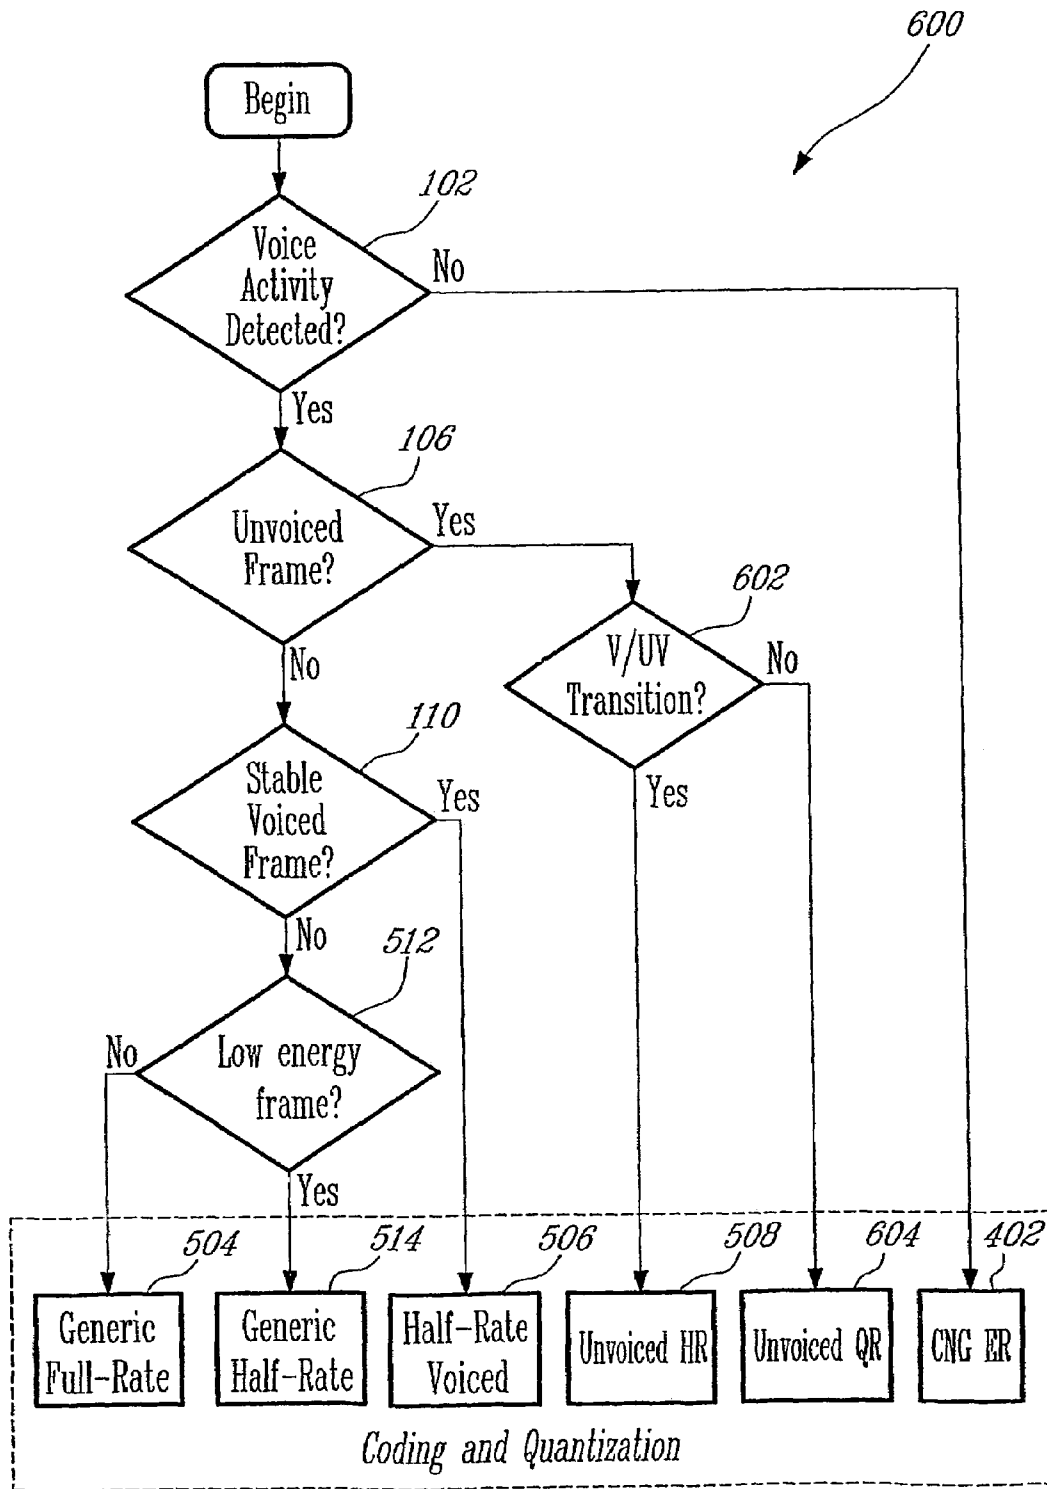 600
Begin
102
Voice
Activity
Detected?
No
Yes
106
Unvoiced
Frame?
Yes
602
V/UV
Transition?
No
No
110
Stable
Voiced
Frame?
Yes
Yes
No
512
Low energy
frame?
No
Yes
504
514
506
508
604
402
Generic
Full-Rate
Generic
Half-Rate
Half-Rate
Voiced
Unvoiced HR
Unvoiced QR
CNG ER
Coding and Quantization